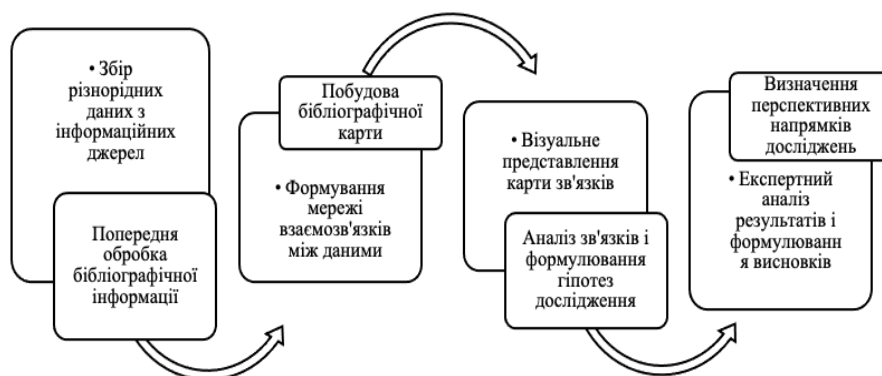 • Збір
різнорідних
даних з
інформаційних
джерел
Попередня
обробка
бібліографічної
інформації
Побудова
бібліографічної
карти
• Формування
мережі
взаємозв'язків
між даними
• Візуальне
представлення
карти зв'язків
Аналіз зв'язків і
формулювання
гіпотез
дослідження
Визначення
перспективних
напрямків
досліджень
• Експертний
аналіз
результатів і
формулюванн
я висновків